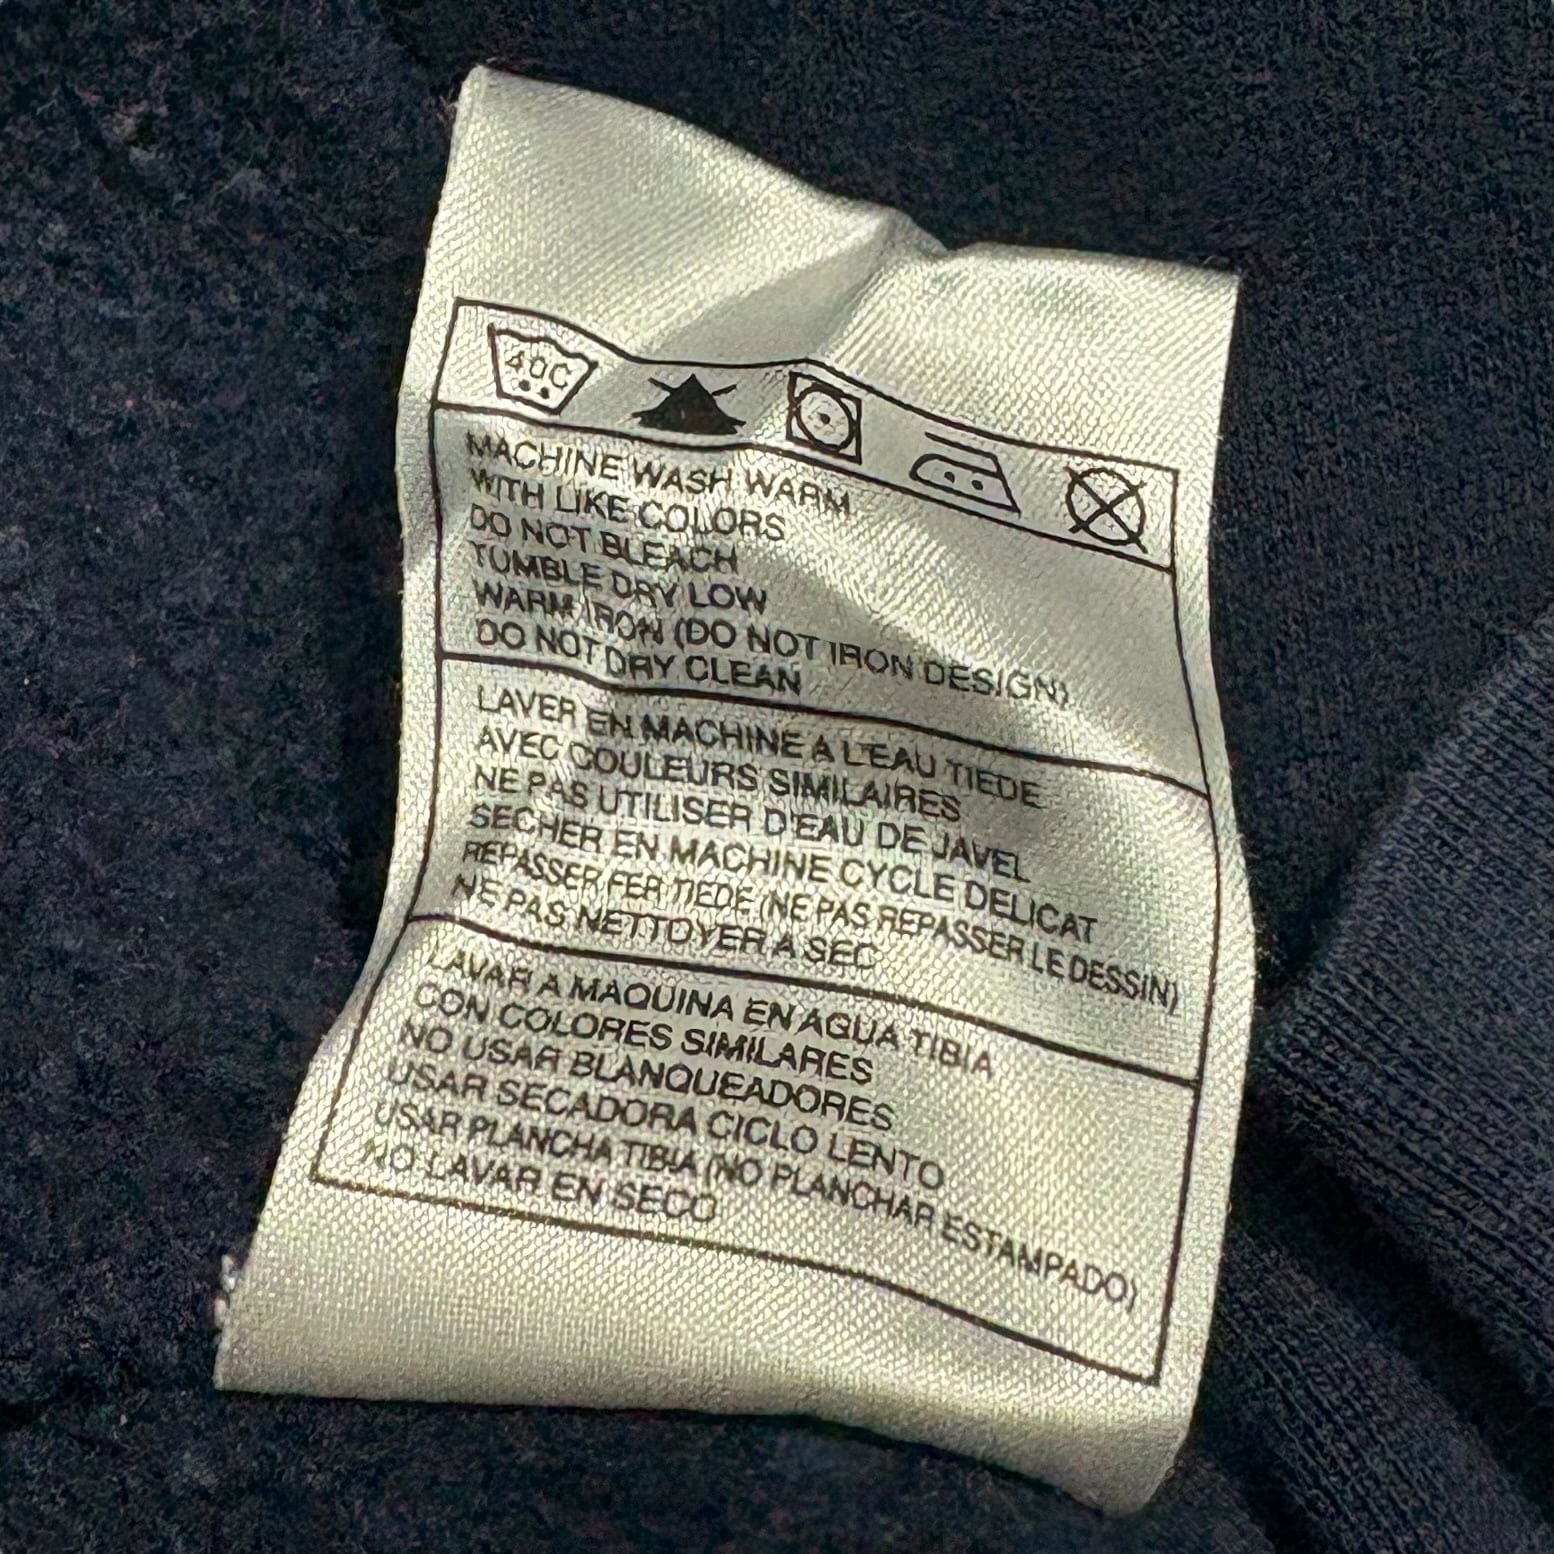 40C
MACHINE WASH WARM
WITH LIKE COLORS
DO NOT BLEACH
TUMBLE DRY LOW
WARM IRON (DO NOT IRON DESIGN)
DO NOT DRY CLEAN
LAVER EN MACHINE A L'EAU TIEDE
AVEC COULEURS SIMILAIRES
NE PAS UTILISER D'EAU DE JAVEL
SECHER EN MACHINE CYCLE DELICAT
REPASSER FER TIEDE (NE PAS REPASSER LE DESSIN)
NE PAS NETTOYER A SEC
LAVAR A MAQUINA EN AGUA TIBIA
CON COLORES SIMILARES
NO USAR BLANQUEADORES
USAR SECADORA CICLO LENTO
USAR PLANCHA TIBIA (NO PLANCHAR ESTAMPADO)
NO LAVAR EN SECO